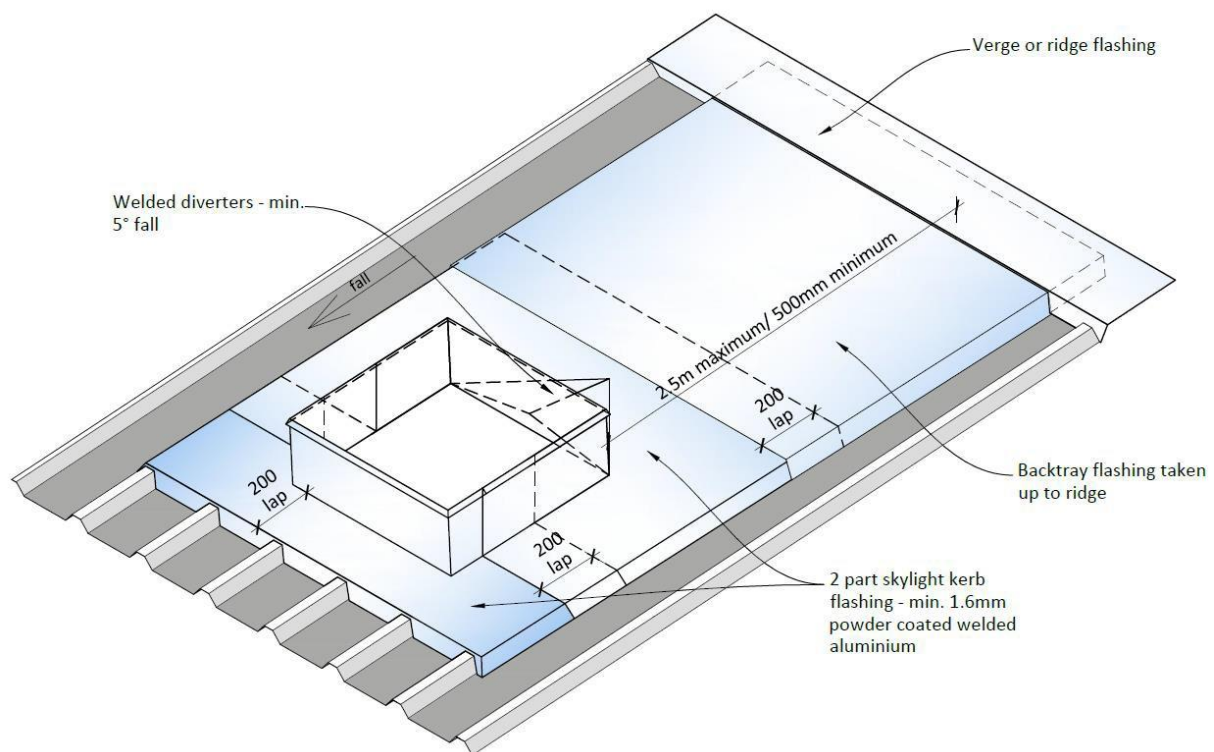 Verge or ridge flashing
Welded diverters - min.
5° fall
fall
2.5m maximum/ 500mm minimum
200
lap
Backtray flashing taken
up to ridge
200
lap
200
lap
2 part skylight kerb
flashing - min. 1.6mm
powder coated welded
aluminium